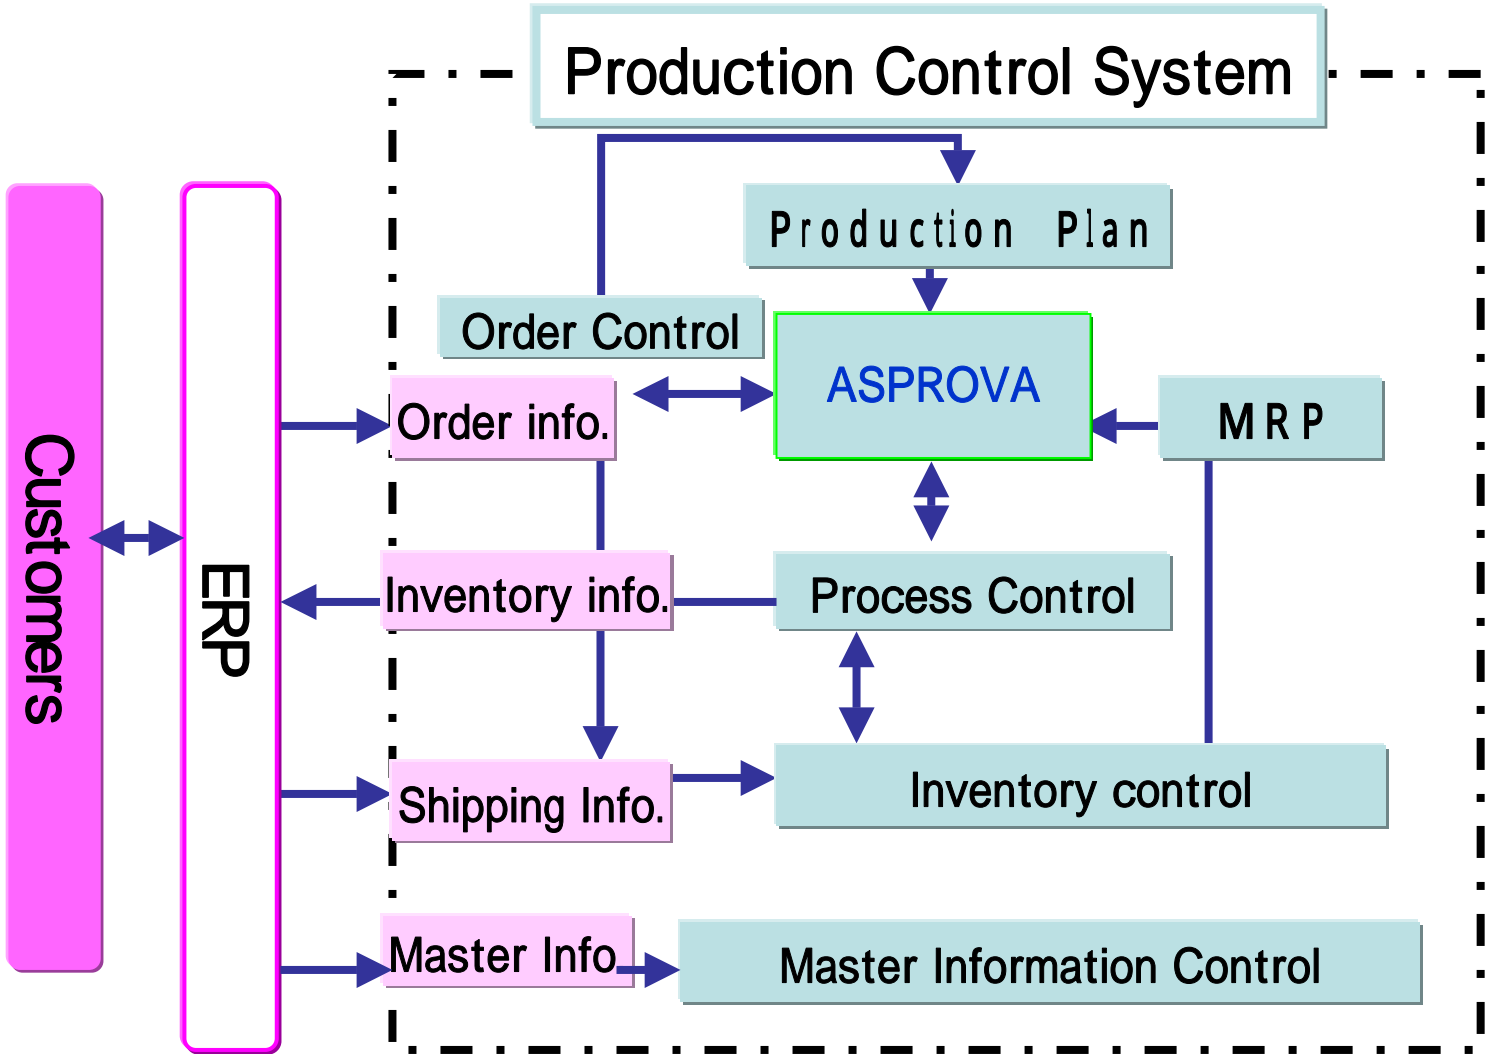 Production Control System
Production Plan
Order Control
ASPROVA
Order info.
MRP
Customers
ERP
Inventory info.
Process Control
Shipping Info.
Inventory control
Master Info
Master Information Control